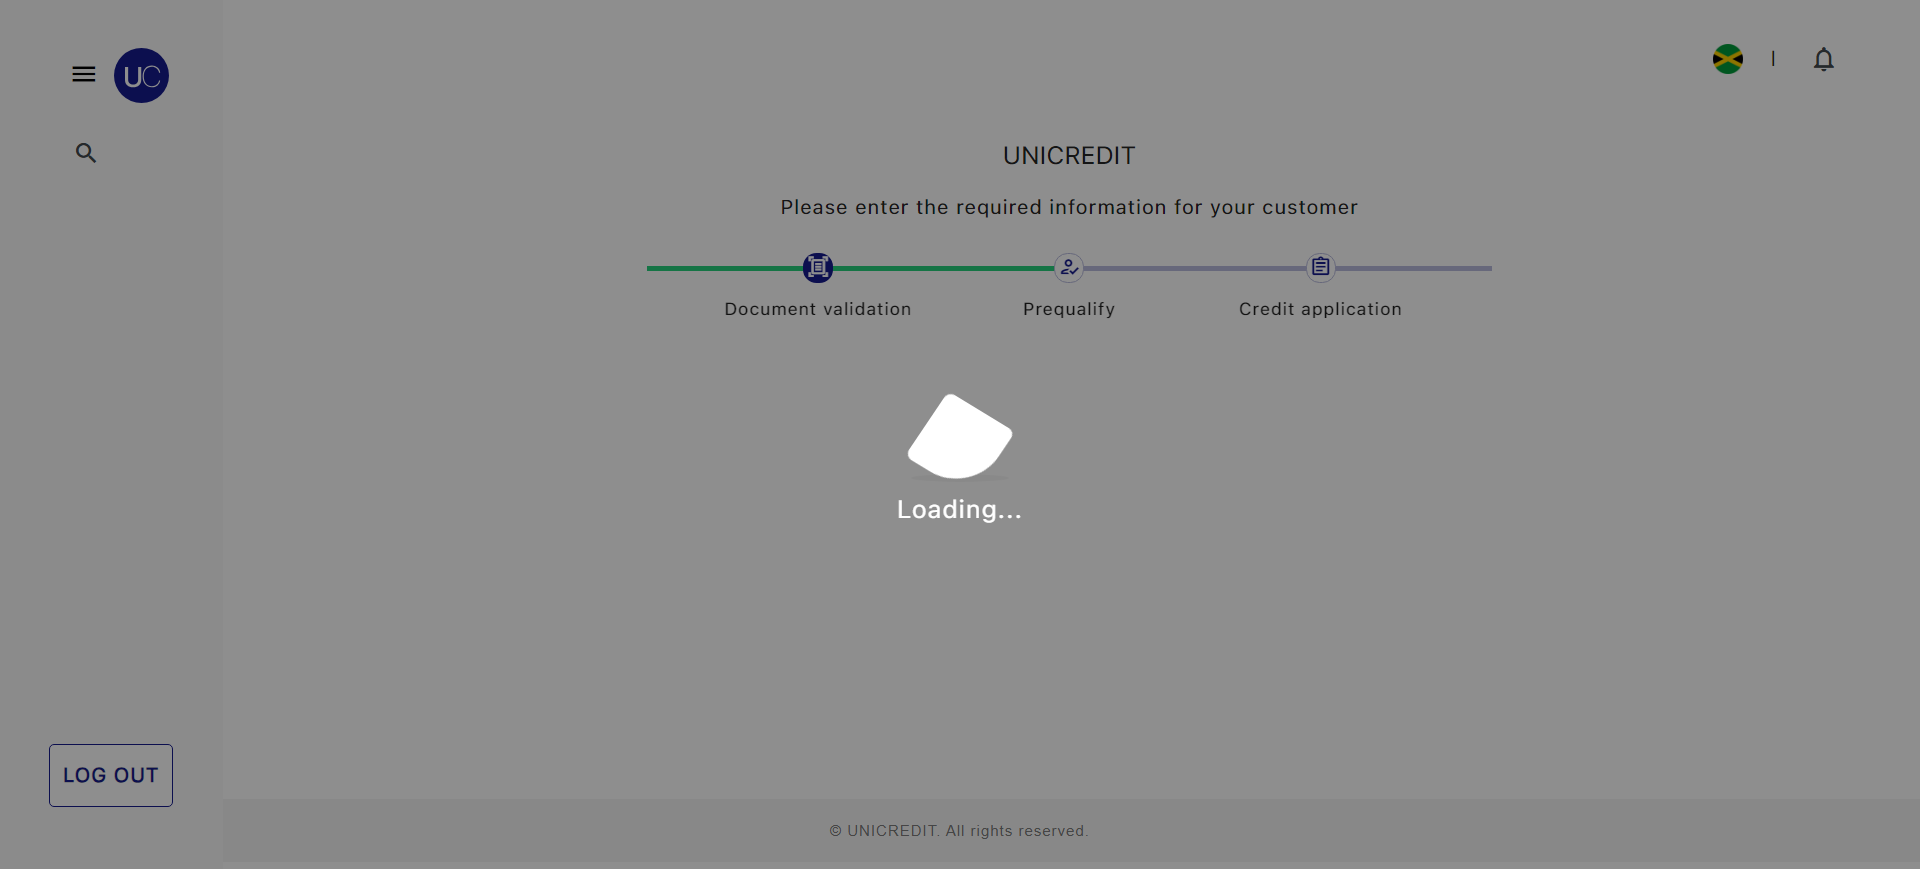 UC
|
UNICREDIT
Please enter the required information for your customer
Document validation
Prequalify
Credit application
Loading...
LOG OUT
© UNICREDIT. All rights reserved.